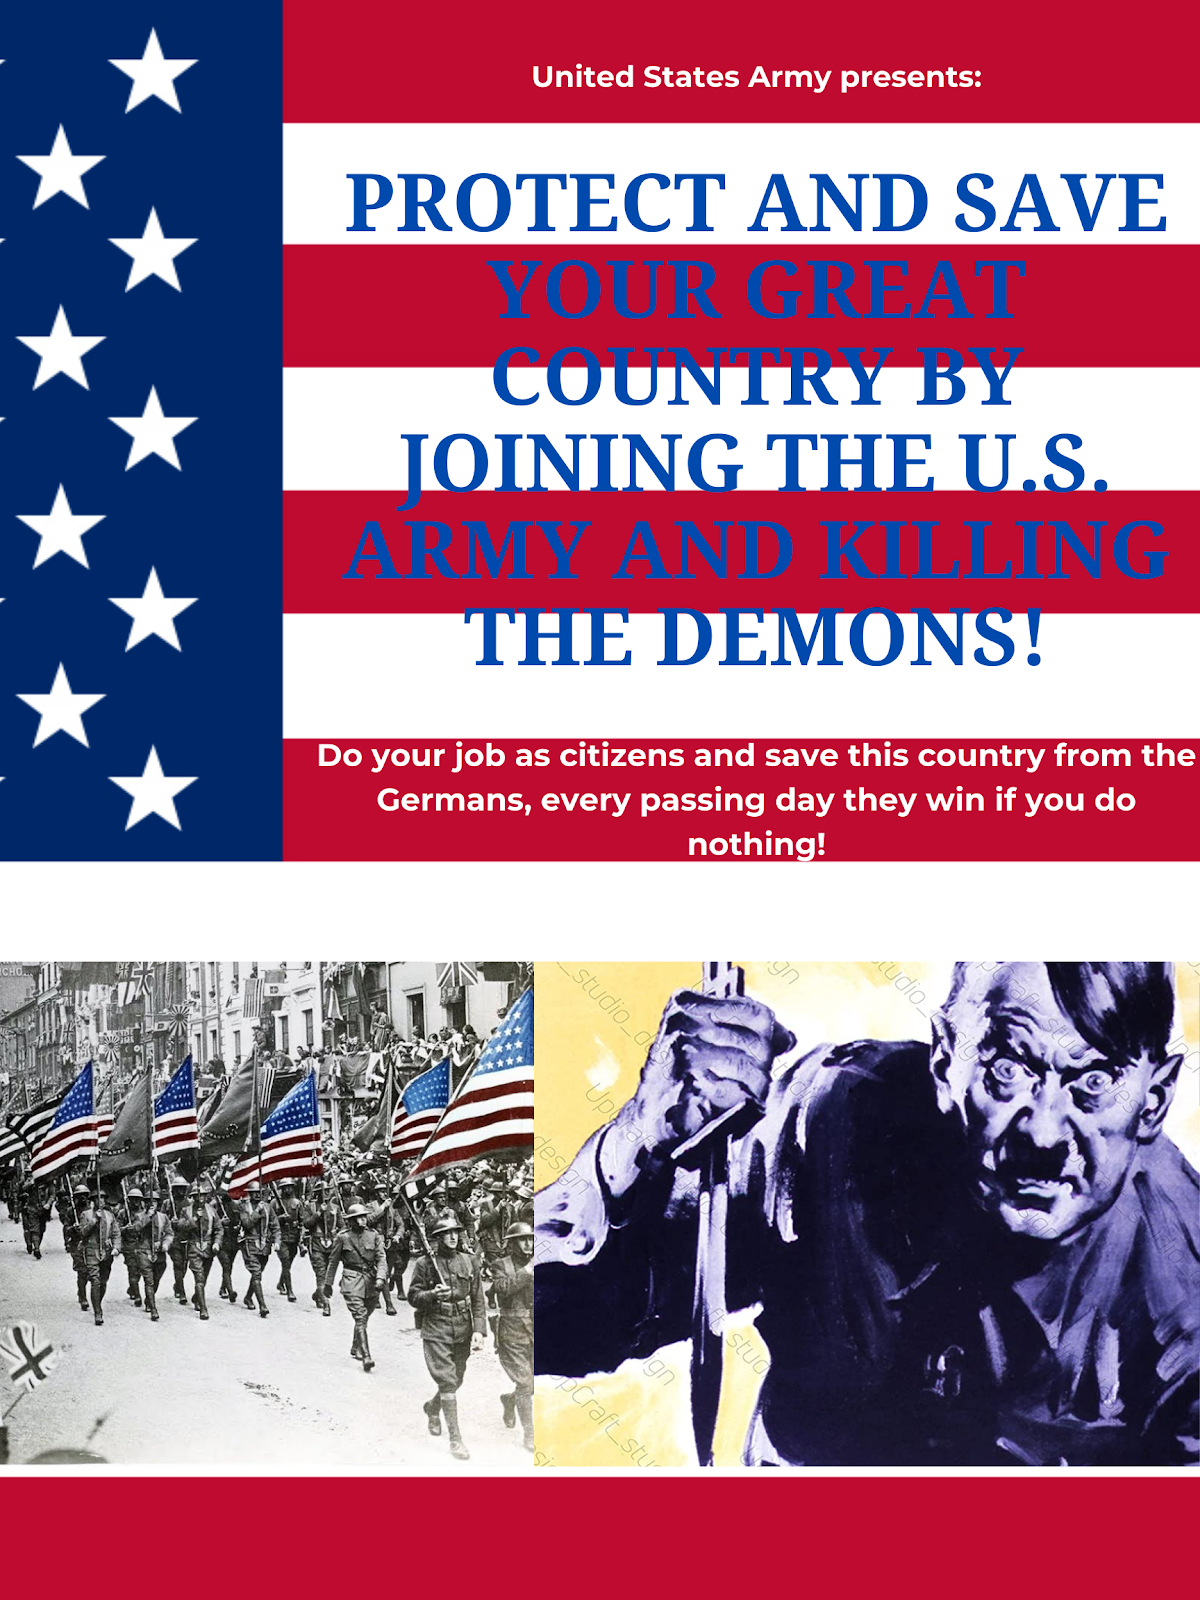 United States Army presents:
PROTECT AND SAVE
YOUR GREAT
COUNTRY BY
JOINING THE U.S.
ARMY AND KILLING
THE DEMONS!
Do your job as citizens and save this country from the
Germans, every passing day they win if you do
nothing!
UpCraft_studio_design